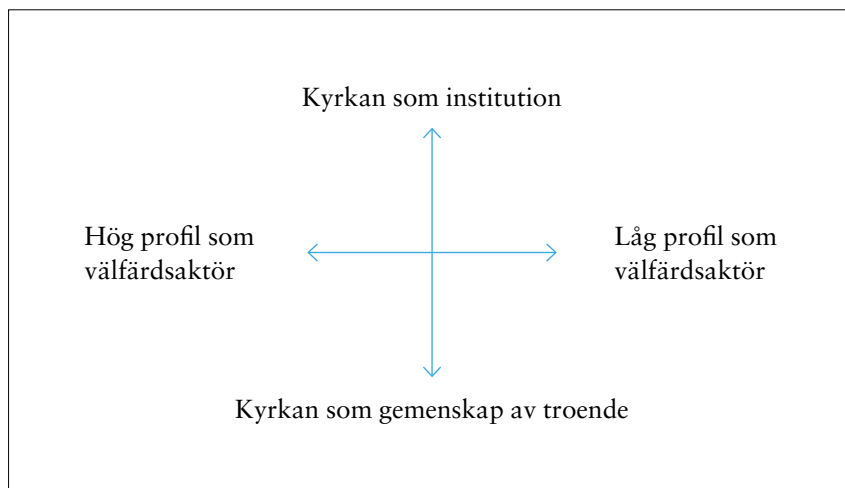 Kyrkan som institution
Hög profil som
välfärdsaktör
Låg profil som
välfärdsaktör
Kyrkan som gemenskap av troende